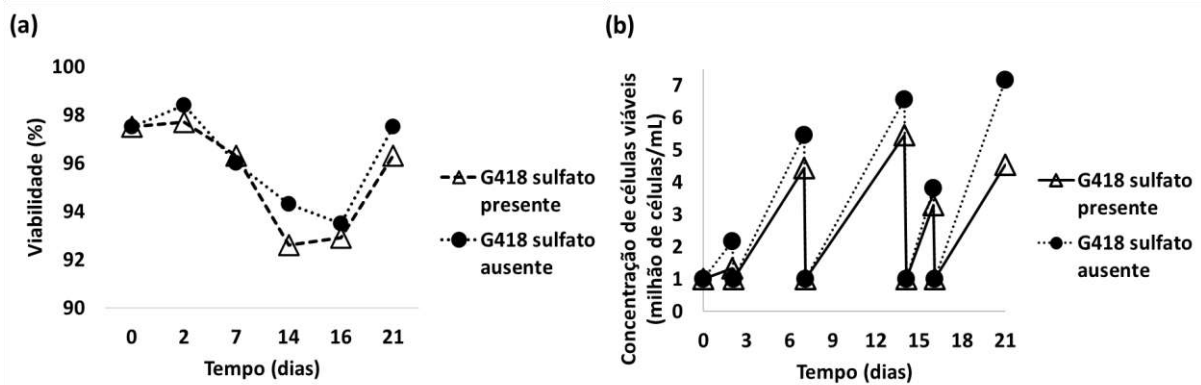 (a)
Viabilidade (%)
100
98
96
94
92
90
0 2 7 14 16 21
Tempo (dias)
G418 sulfato
presente
G418 sulfato
ausente
(b)
Concentração de células viáveis
(milhão de células/mL)
7
6
5
4
3
2
1
0
0 3 6 9 12 15 18 21
Tempo (dias)
G418 sulfato
presente
G418 sulfato
ausente